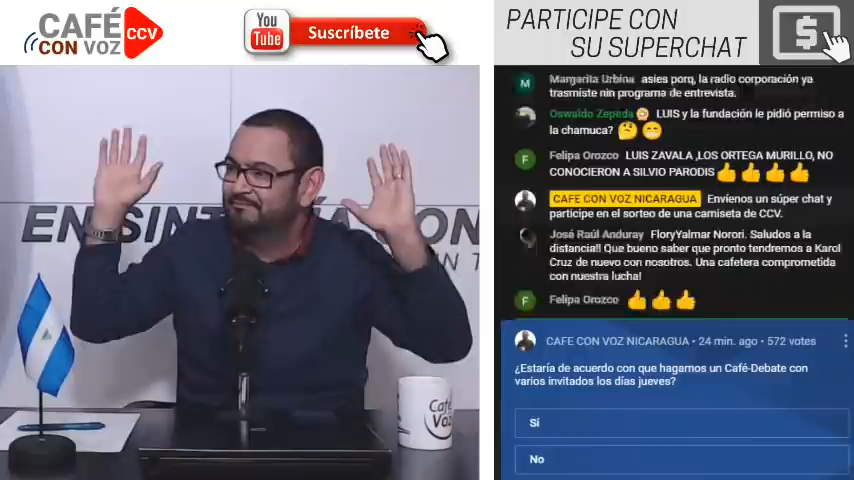 CAFÉ
CON VOZ
CCV
You
Tube
Suscríbete
PARTICIPE CON
SU SUPERCHAT
$
EN SINT
ON
N T
Café
Voz
M Margarita Urbina asies porq, la radio corporación ya
trasmiste nin programa de entrevista.
Oswaldo Zepeda LUIS y la fundación le pidió permiso a
la chamuca?
F Felipa Orozco LUIS ZAVALA ,LOS ORTEGA MURILLO, NO
CONOCIERON A SILVIO PARODIS
CAFE CON VOZ NICARAGUA Envíenos un súper chat y
participe en el sorteo de una camiseta de CCV.
José Raúl Anduray FloryYalmar Norori. Saludos a la
distancia!! Que bueno saber que pronto tendremos a Karol
Cruz de nuevo con nosotros. Una cafetera comprometida
con nuestra lucha!
F Felipa Orozco
CAFE CON VOZ NICARAGUA • 24 min. ago • 572 votes
¿Estaría de acuerdo con que hagamos un Café-Debate con
varios invitados los días jueves?
Sí
No